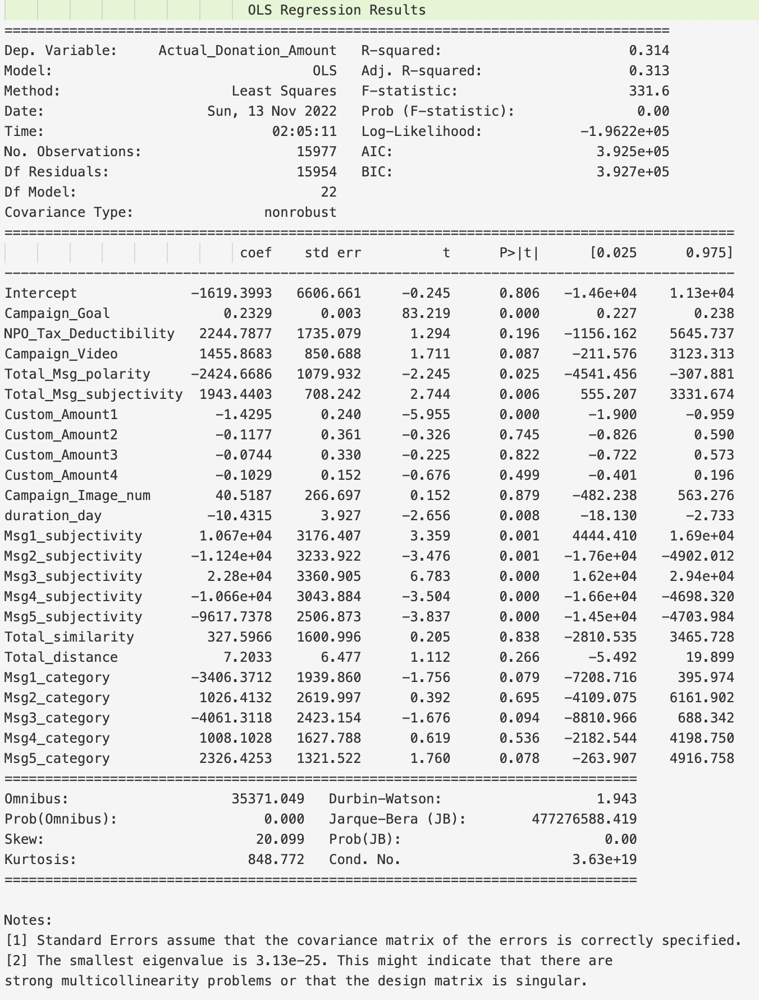 OLS Regression Results
==================================================================================
Dep. Variable:     Actual_Donation_Amount   R-squared:                       0.314
Model:                                OLS   Adj. R-squared:                  0.313
Method:                     Least Squares   F-statistic:                     331.6
Date:                    Sun, 13 Nov 2022   Prob (F-statistic):               0.00
Time:                            02:05:11   Log-Likelihood:            -1.9622e+05
No. Observations:                   15977   AIC:                         3.925e+05
Df Residuals:                       15954   BIC:                         3.927e+05
Df Model:                              22
Covariance Type:                nonrobust
==========================================================================================
                             coef    std err          t      P>|t|      [0.025      0.975]
------------------------------------------------------------------------------------------
Intercept              -1619.3993   6606.661     -0.245      0.806   -1.46e+04    1.13e+04
Campaign_Goal              0.2329      0.003     83.219      0.000       0.227       0.238
NPO_Tax_Deductibility   2244.7877   1735.079      1.294      0.196   -1156.162    5645.737
Campaign_Video          1455.8683    850.688      1.711      0.087    -211.576    3123.313
Total_Msg_polarity     -2424.6686   1079.932     -2.245      0.025   -4541.456    -307.881
Total_Msg_subjectivity  1943.4403    708.242      2.744      0.006     555.207    3331.674
Custom_Amount1            -1.4295      0.240     -5.955      0.000      -1.900      -0.959
Custom_Amount2            -0.1177      0.361     -0.326      0.745      -0.826       0.590
Custom_Amount3            -0.0744      0.330     -0.225      0.822      -0.722       0.573
Custom_Amount4            -0.1029      0.152     -0.676      0.499      -0.401       0.196
Campaign_Image_num        40.5187    266.697      0.152      0.879    -482.238     563.276
duration_day             -10.4315      3.927     -2.656      0.008     -18.130      -2.733
Msg1_subjectivity       1.067e+04   3176.407      3.359      0.001    4444.410    1.69e+04
Msg2_subjectivity      -1.124e+04   3233.922     -3.476      0.001   -1.76e+04   -4902.012
Msg3_subjectivity        2.28e+04   3360.905      6.783      0.000    1.62e+04    2.94e+04
Msg4_subjectivity      -1.066e+04   3043.884     -3.504      0.000   -1.66e+04   -4698.320
Msg5_subjectivity      -9617.7378   2506.873     -3.837      0.000   -1.45e+04   -4703.984
Total_similarity         327.5966   1600.996      0.205      0.838   -2810.535    3465.728
Total_distance             7.2033      6.477      1.112      0.266      -5.492      19.899
Msg1_category          -3406.3712   1939.860     -1.756      0.079   -7208.716     395.974
Msg2_category           1026.4132   2619.997      0.392      0.695   -4109.075    6161.902
Msg3_category          -4061.3118   2423.154     -1.676      0.094   -8810.966     688.342
Msg4_category           1008.1028   1627.788      0.619      0.536   -2182.544    4198.750
Msg5_category           2326.4253   1321.522      1.760      0.078    -263.907    4916.758
==============================================================================
Omnibus:                    35371.049   Durbin-Watson:                   1.943
Prob(Omnibus):                  0.000   Jarque-Bera (JB):        477276588.419
Skew:                          20.099   Prob(JB):                         0.00
Kurtosis:                     848.772   Cond. No.                     3.63e+19
==============================================================================
Notes:
[1] Standard Errors assume that the covariance matrix of the errors is correctly specified.
[2] The smallest eigenvalue is 3.13e-25. This might indicate that there are
strong multicollinearity problems or that the design matrix is singular.